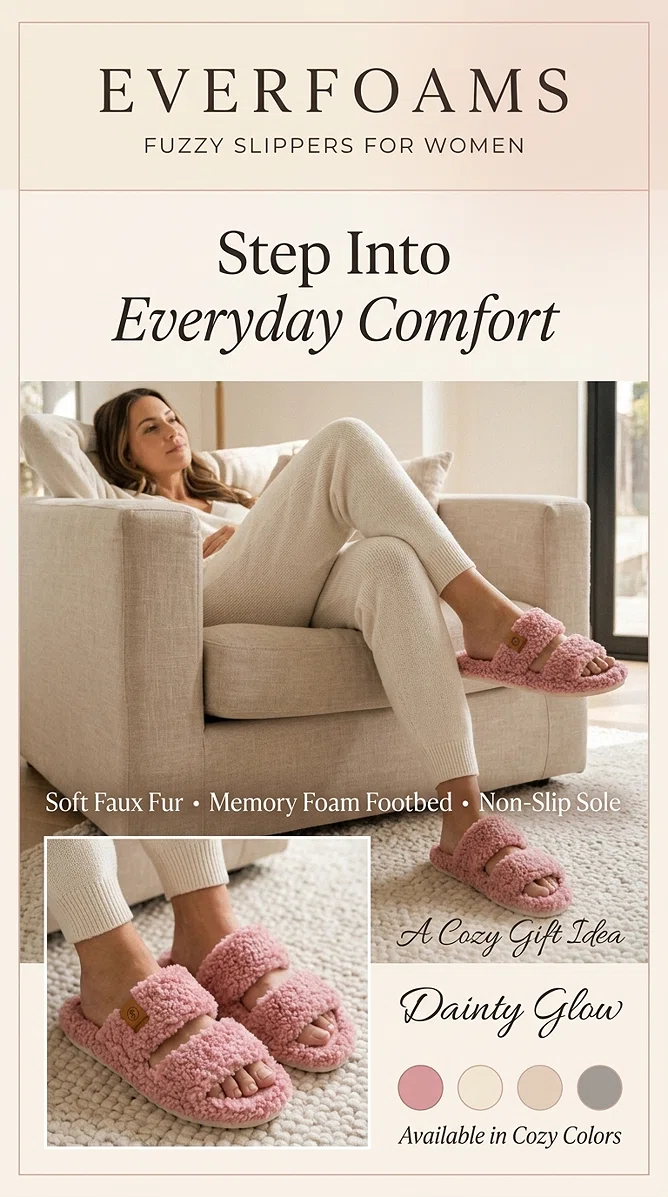 EVERFOAMS
FUZZY SLIPPERS FOR WOMEN
Step Into
Everyday Comfort
Soft Faux Fur • Memory Foam Footbed • Non-Slip Sole
A Cozy Gift Idea
Dainty Glow
Available in Cozy Colors